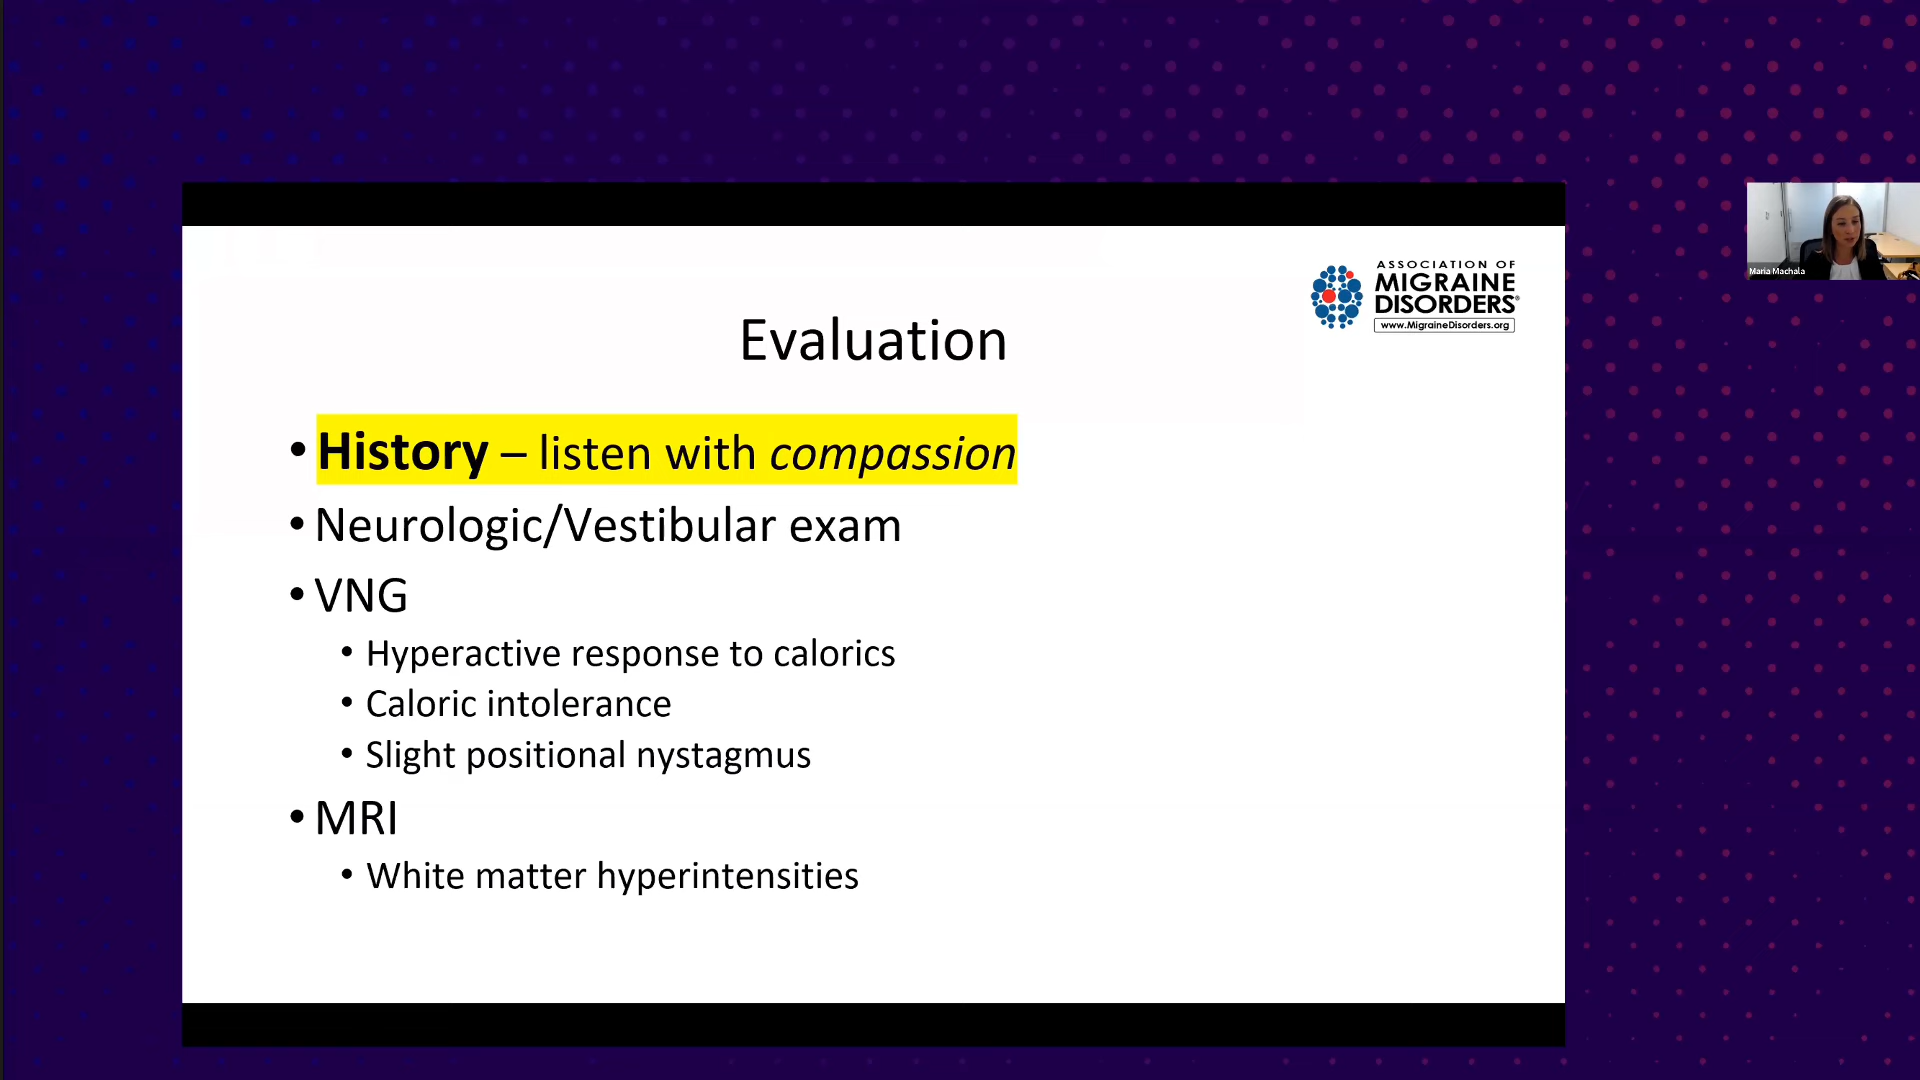 ASSOCIATION OF
MIGRAINE
DISORDERS®
www.MigraineDisorders.org
Evaluation
• History – listen with compassion
• Neurologic/Vestibular exam
• VNG
• Hyperactive response to calorics
• Caloric intolerance
• Slight positional nystagmus
• MRI
• White matter hyperintensities
Maria Machala